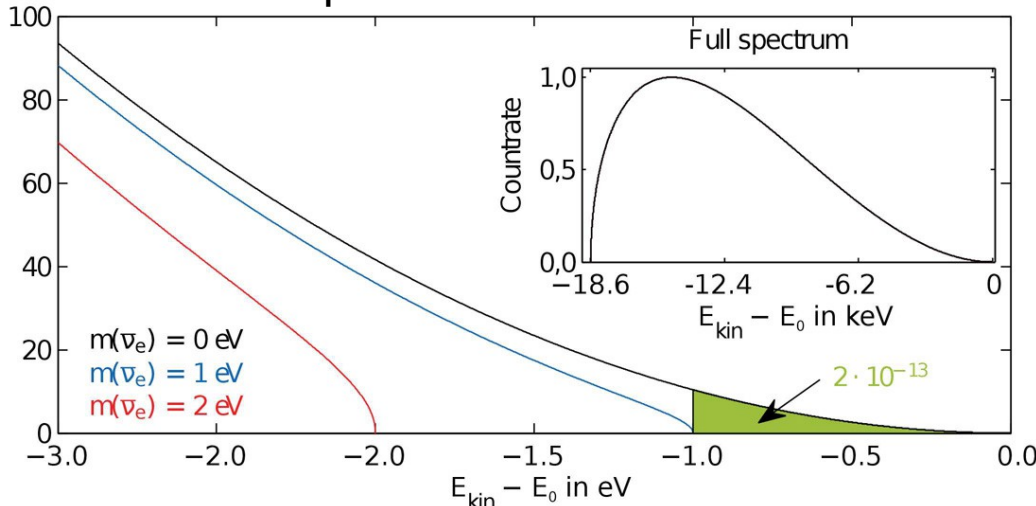 100
80
60
40
20
0
−3.0 −2.0 −2.0 −1.5 −1.0 −0.5 0.0
E_kin − E₀ in eV
m(ν̅ₑ) = 0 eV
m(ν̅ₑ) = 1 eV
m(ν̅ₑ) = 2 eV
2·10⁻¹³
Full spectrum
Countrate
1,0
0,5
0,0
−18.6 -12.4 -6.2 0
E_kin − E₀ in keV